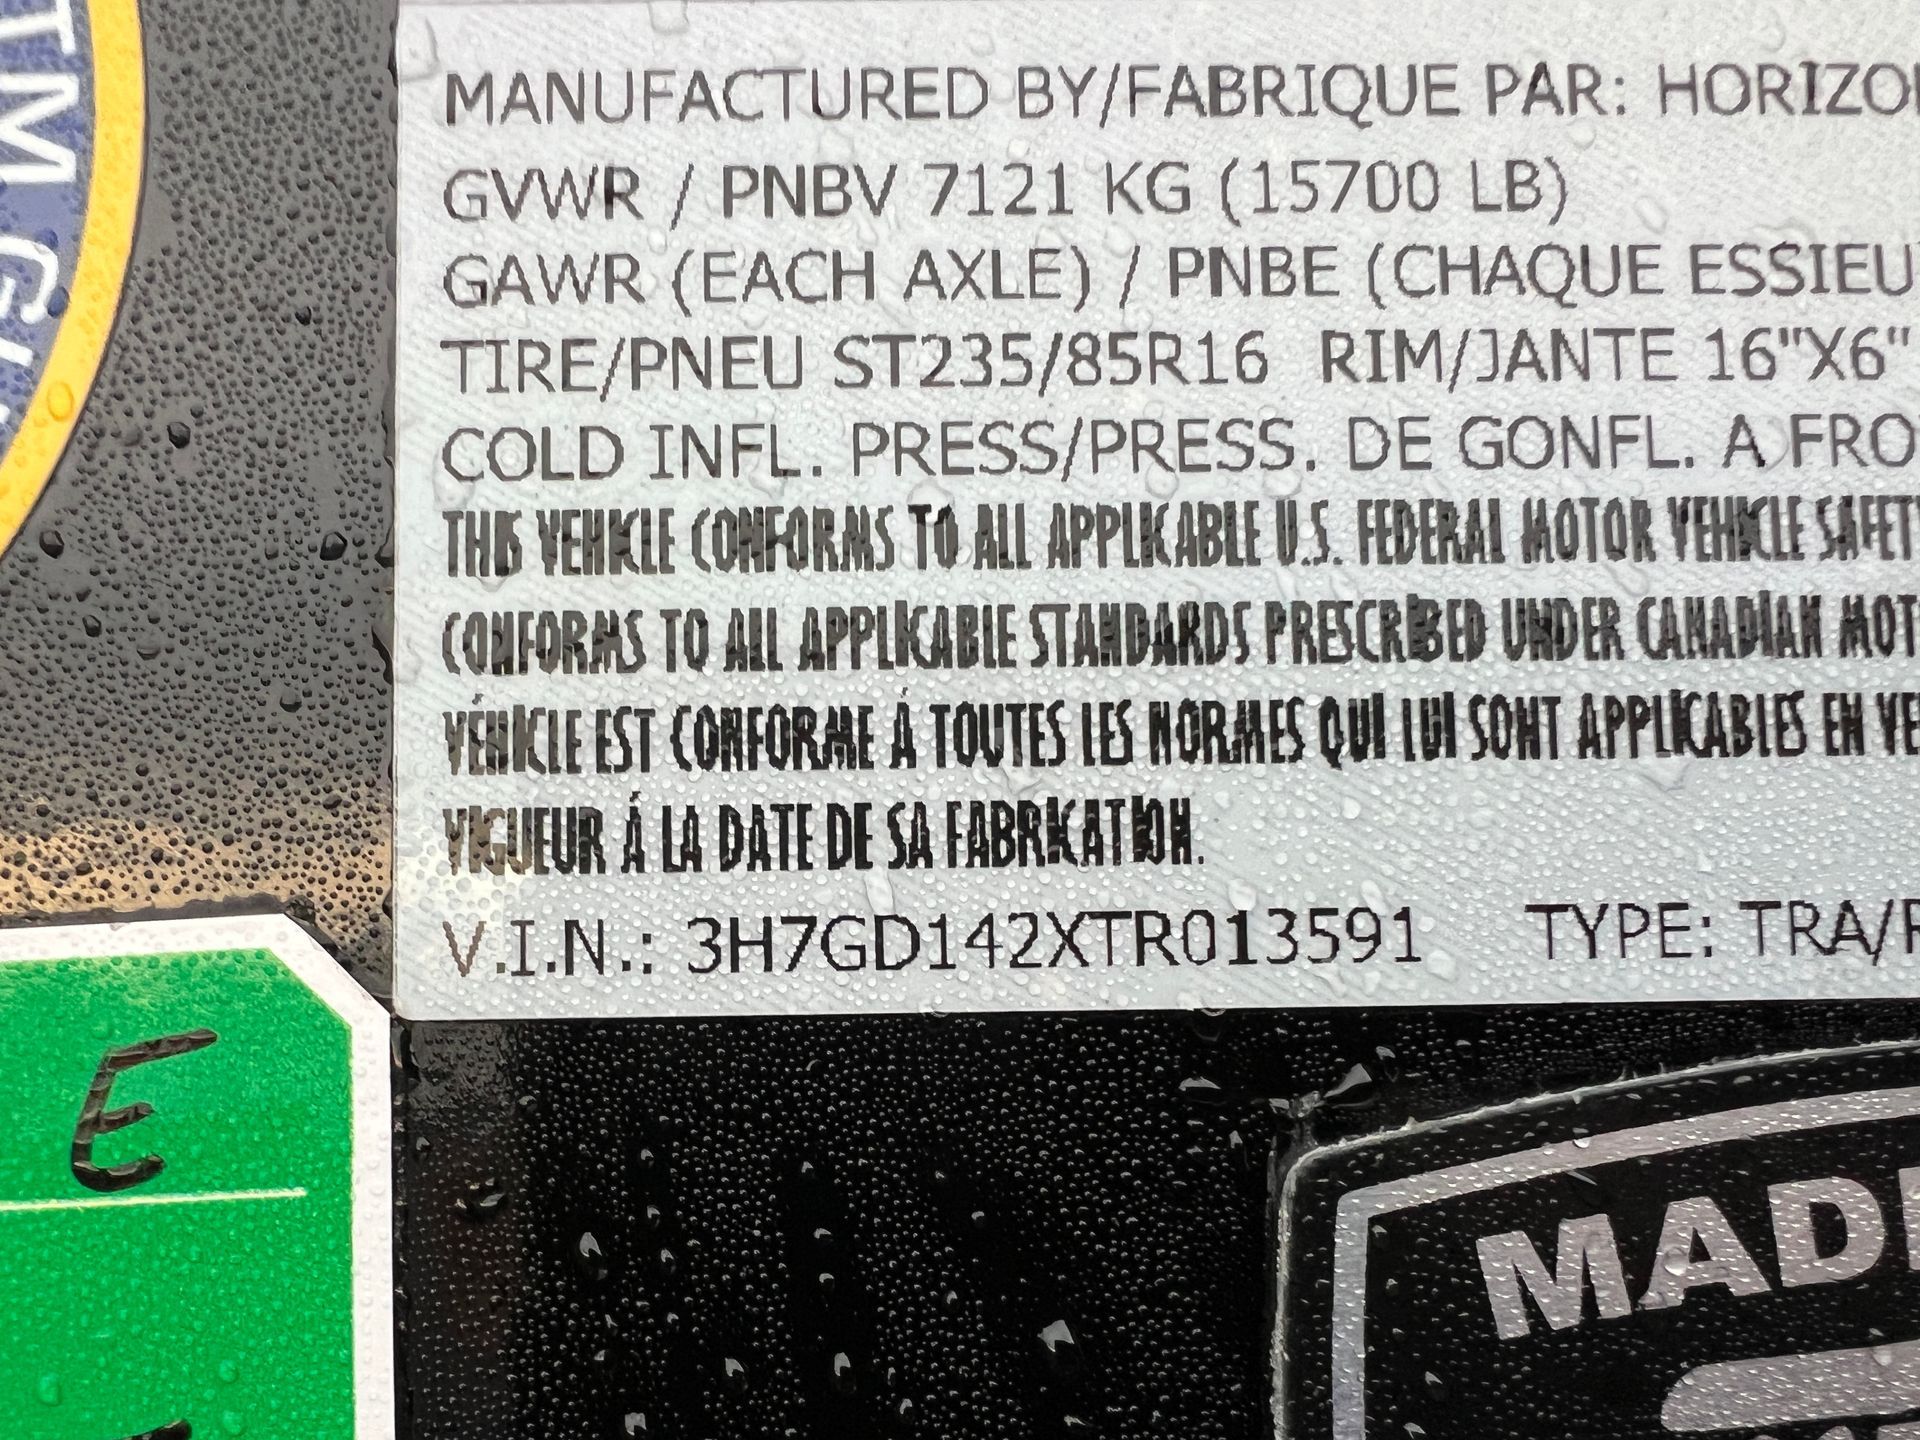 MANUFACTURED BY/FABRIQUE PAR: HORIZO
GVWR / PNBV 7121 KG (15700 LB)
GAWR (EACH AXLE) / PNBE (CHAQUE ESSIEU
TIRE/PNEU ST235/85R16 RIM/JANTE 16"X6"
COLD INFL. PRESS/PRESS. DE GONFL. A FRO
THIS VEHICLE CONFORMS TO ALL APPLICABLE U.S. FEDERAL MOTOR VEHICLE SAFET
CONFORMS TO ALL APPLICABLE STANDARDS PRESCRIBED UNDER CANADIAN MOT
VÉHICLE EST CONFORME Á TOUTES LES NORMES QUI LUI SONT APPLICABLES EN VE
VIGUEUR Á LA DATE DE SA FABRICATION.
V.I.N.: 3H7GD142XTR013591 TYPE: TRA/R
E
MADE